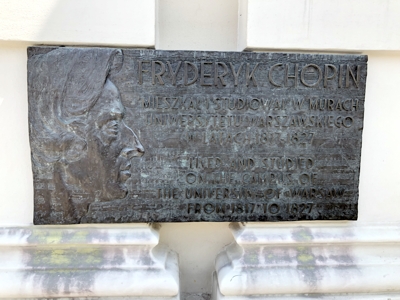 FRYDERYK CHOPIN
MIESZKAŁ I STUDIOWAŁ W MURACH
UNIWERSYTETU WARSZAWSKIEGO
W LATACH 1817-1827
LIVED AND STUDIED
ON THE CAMPUS OF
THE UNIVERSITY OF WARSAW
FROM 1817 TO 1827